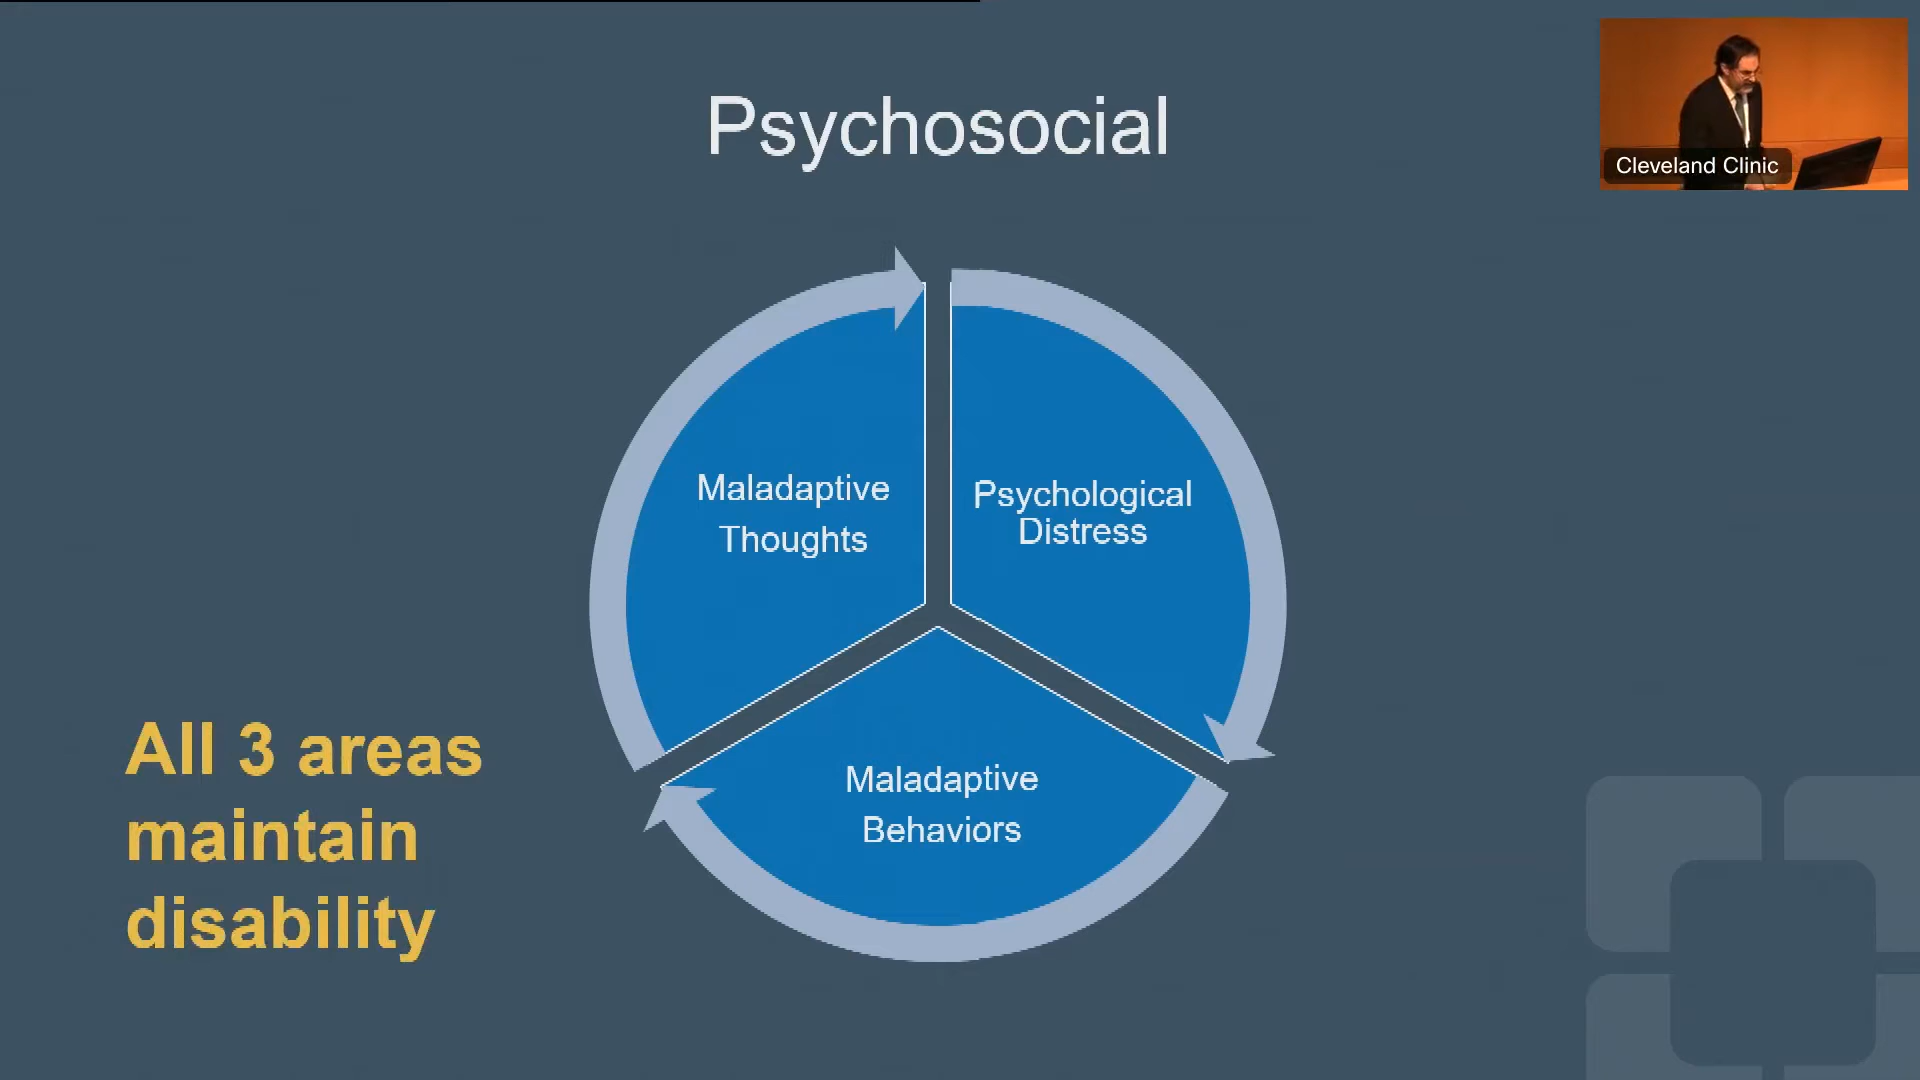 Psychosocial
Cleveland Clinic
Maladaptive
Thoughts
Psychological
Distress
Maladaptive
Behaviors
All 3 areas
maintain
disability